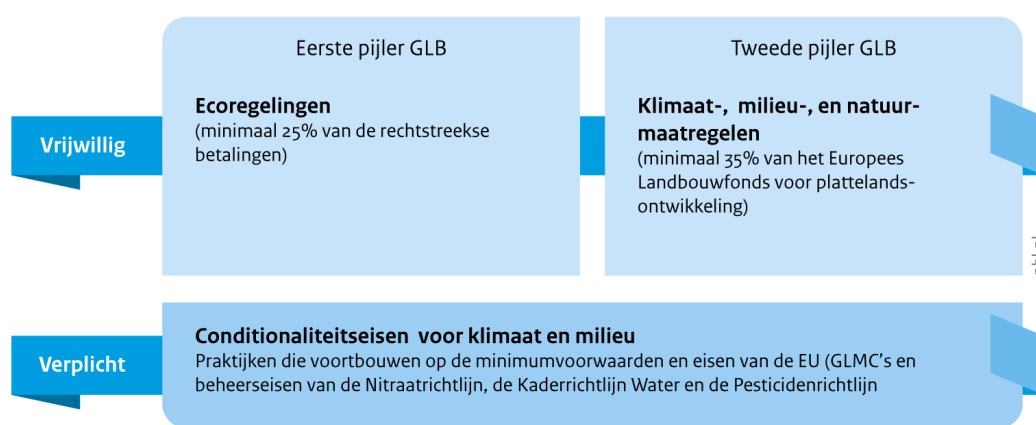 Eerste pijler GLB
Tweede pijler GLB
Vrijwillig
Ecoregelingen
(minimaal 25% van de rechtstreekse
betalingen)
Klimaat-, milieu-, en natuur-
maatregelen
(minimaal 35% van het Europees
Landbouwfonds voor plattelands-
ontwikkeling)
Verplicht
Conditionaliteitseisen voor klimaat en milieu
Praktijken die voortbouwen op de minimumvoorwaarden en eisen van de EU (GLMC's en
beheerseisen van de Nitraatrichtlijn, de Kaderrichtlijn Water en de Pesticidenrichtlijn